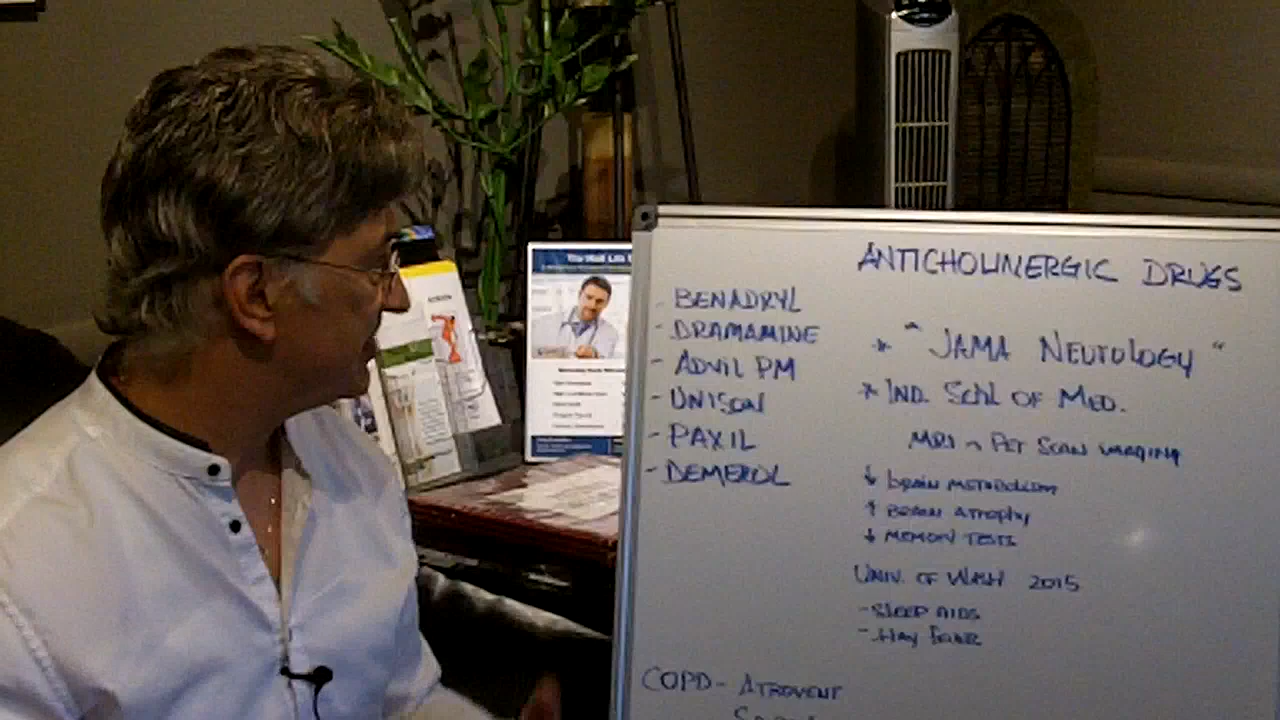 ANTICHOLINERGIC DRUGS
- BENADRYL
- DRAMAMINE
- ADVIL PM
- UNISOM
- PAXIL
- DEMEROL
* "JAMA NEUTOLOGY"
* IND. SCHL OF MED.
MRI PET SCAN IMAGING
↓ BRAIN METABOLISM
↑ BRAIN ATROPHY
↓ MEMORY TESTS
UNIV. OF WASH 2015
- SLEEP AIDS
- HAY FEVER
COPD - ATROVENT